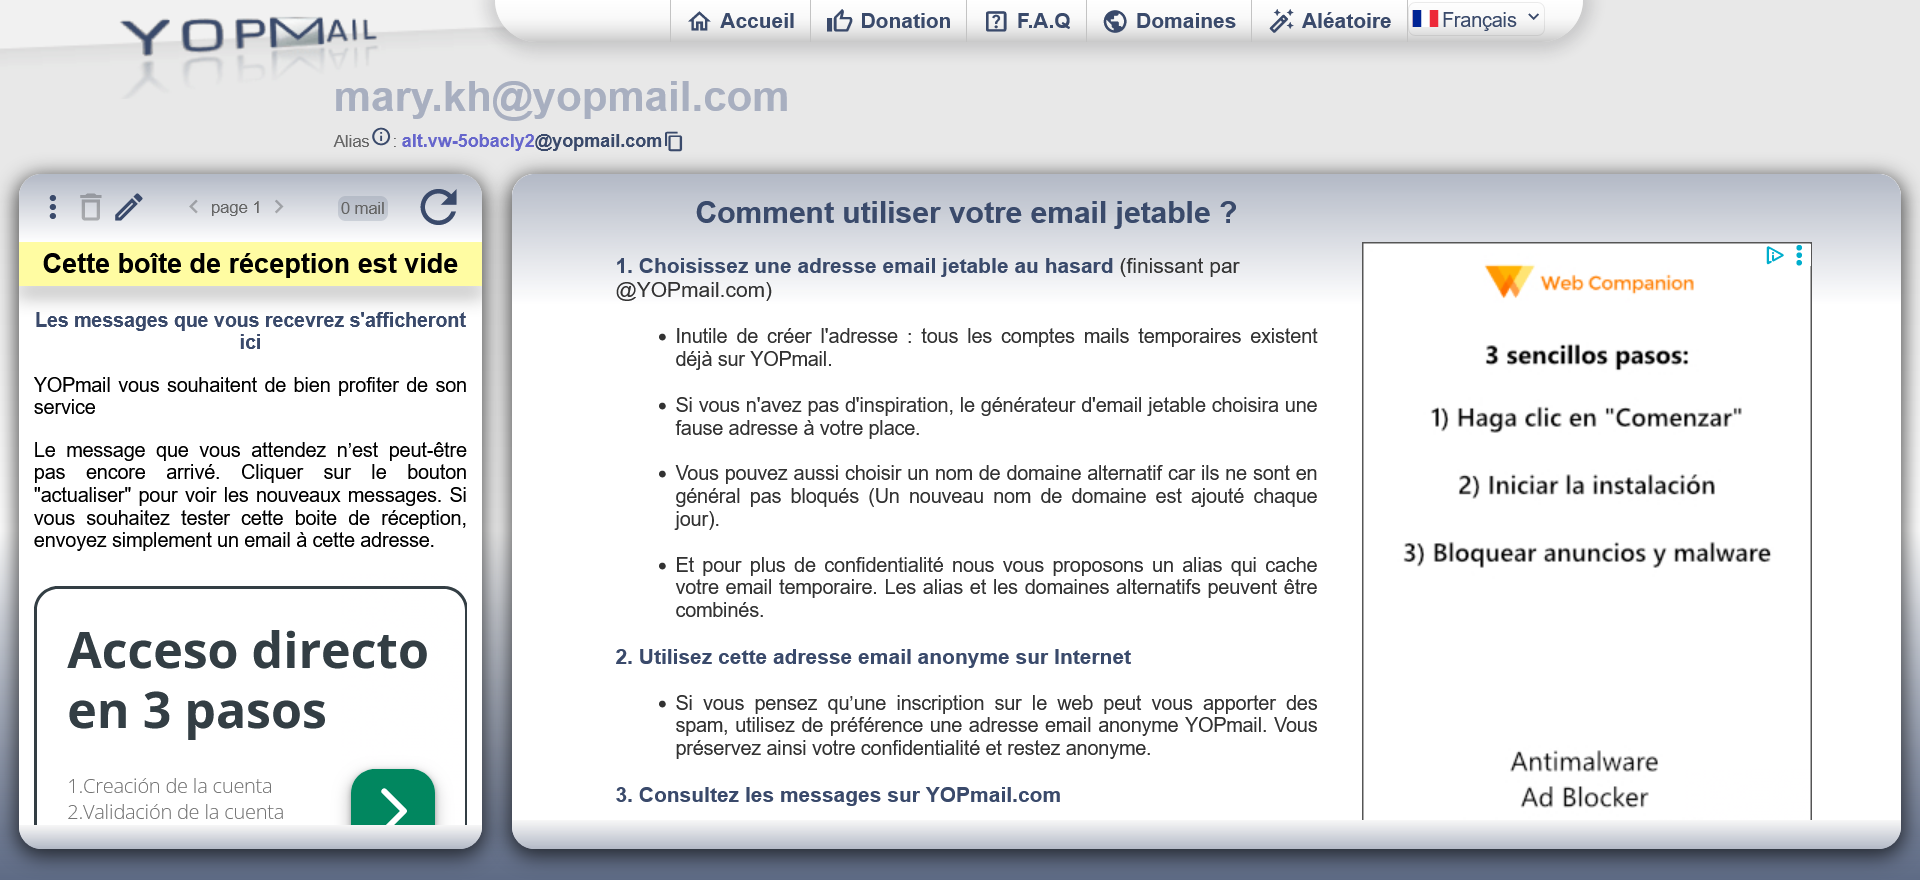 YOPMAIL
Accueil
Donation
F.A.Q
Domaines
Aléatoire
Français
mary.kh@yopmail.com
Alias : alt.vw-5obacly2@yopmail.com
page 1
0 mail
Cette boîte de réception est vide
Les messages que vous recevrez s'afficheront
ici
YOPmail vous souhaitent de bien profiter de son
service
Le message que vous attendez n’est peut-être
pas encore arrivé. Cliquer sur le bouton
"actualiser" pour voir les nouveaux messages. Si
vous souhaitez tester cette boite de réception,
envoyez simplement un email à cette adresse.
Acceso directo
en 3 pasos
1.Creación de la cuenta
2.Validación de la cuenta
Comment utiliser votre email jetable ?
1. Choisissez une adresse email jetable au hasard (finissant par
@YOPmail.com)
• Inutile de créer l'adresse : tous les comptes mails temporaires existent
déjà sur YOPmail.
• Si vous n'avez pas d'inspiration, le générateur d'email jetable choisira une
fause adresse à votre place.
• Vous pouvez aussi choisir un nom de domaine alternatif car ils ne sont en
général pas bloqués (Un nouveau nom de domaine est ajouté chaque
jour).
• Et pour plus de confidentialité nous vous proposons un alias qui cache
votre email temporaire. Les alias et les domaines alternatifs peuvent être
combinés.
2. Utilisez cette adresse email anonyme sur Internet
• Si vous pensez qu’une inscription sur le web peut vous apporter des
spam, utilisez de préférence une adresse email anonyme YOPmail. Vous
préservez ainsi votre confidentialité et restez anonyme.
3. Consultez les messages sur YOPmail.com
Web Companion
3 sencillos pasos:
1) Haga clic en "Comenzar"
2) Iniciar la instalación
3) Bloquear anuncios y malware
Antimalware
Ad Blocker